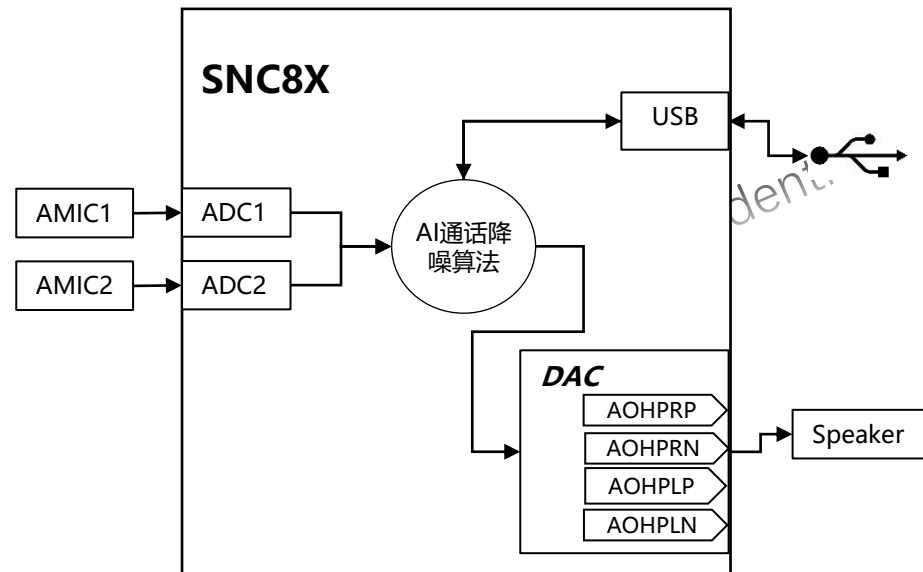 SNC8X
USB
AMIC1
ADC1
AI通话降
噪算法
AMIC2
ADC2
DAC
AOHPRP
AOHPRN
Speaker
AOHPLP
AOHPLN